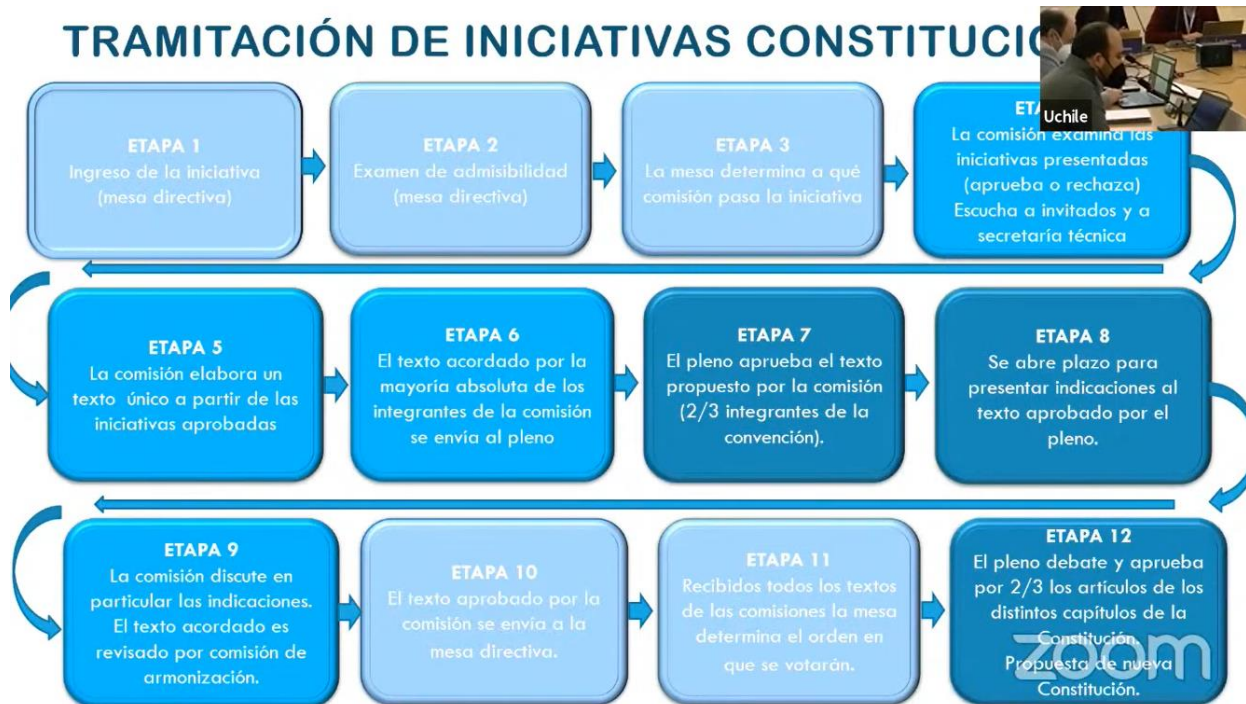 TRAMITACIÓN DE INICIATIVAS
Uchile
ETAPA 1
Ingreso de la iniciativa
(mesa directiva)
ETAPA 2
Examen de admisibilidad
(mesa directiva)
ETAPA 3
La mesa determina a qué
comisión pasa la iniciativa
La comisión examina las
iniciativas presentadas
(aprueba o rechaza)
Escucha a invitados y a
secretaría técnica
ETAPA 5
La comisión elabora un
texto único a partir de las
iniciativas aprobadas
ETAPA 6
El texto acordado por la
mayoría absoluta de los
integrantes de la comisión
se envía al pleno
ETAPA 7
El pleno aprueba el texto
propuesto por la comisión
(2/3 integrantes de la
convención).
ETAPA 8
Se abre plazo para
presentar indicaciones al
texto aprobado por el
pleno.
ETAPA 9
La comisión discute en
particular las indicaciones.
El texto acordado es
revisado por comisión de
armonización.
ETAPA 10
El texto aprobado por la
comisión se envía a la
mesa directiva.
ETAPA 11
Recibidos todos los textos
de las comisiones la mesa
determina el orden en
que se votarán.
ETAPA 12
El pleno debate y aprueba
por 2/3 los artículos de los
distintos capítulos de la
Constitución.
Propuesta de nueva
Constitución.
zoom